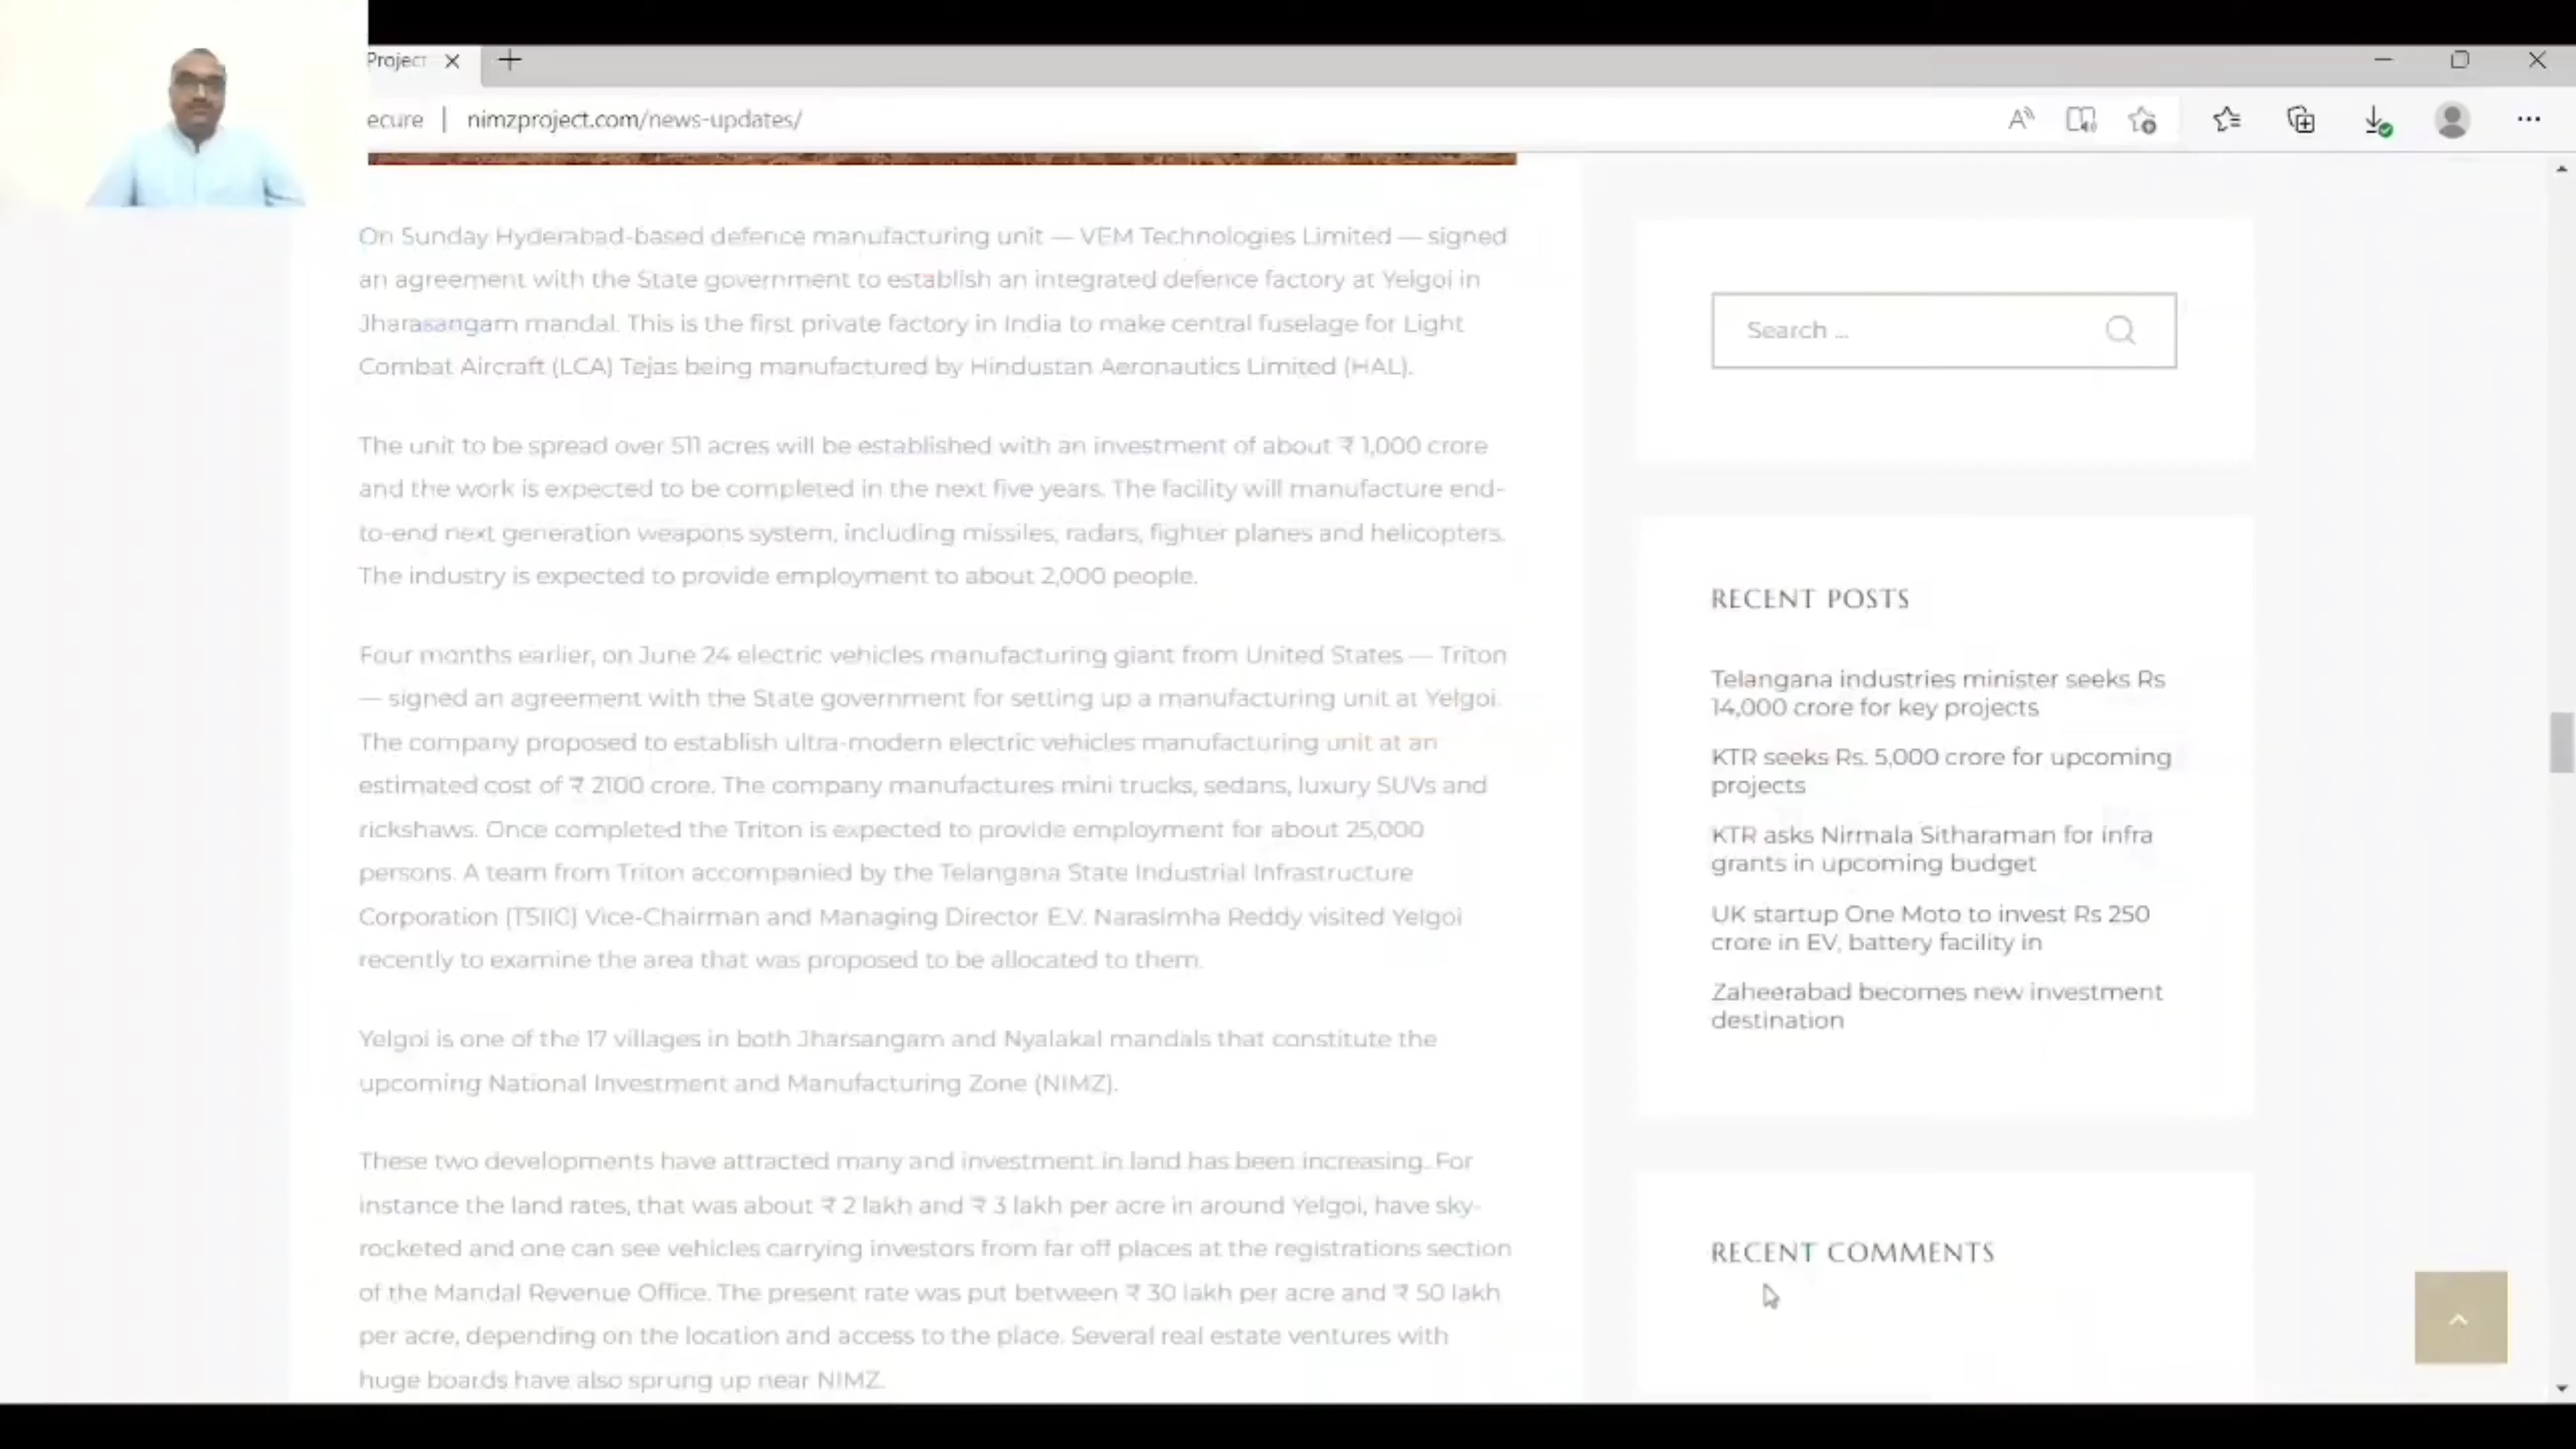 Project
ecure | nimzproject.com/news-updates/
On Sunday Hyderabad-based defence manufacturing unit — VEM Technologies Limited — signed
an agreement with the State government to establish an integrated defence factory at Yelgoi in
Jharasangam mandal. This is the first private factory in India to make central fuselage for Light
Combat Aircraft (LCA) Tejas being manufactured by Hindustan Aeronautics Limited (HAL).
The unit to be spread over 511 acres will be established with an investment of about ₹ 1,000 crore
and the work is expected to be completed in the next five years. The facility will manufacture end-
to-end next generation weapons system, including missiles, radars, fighter planes and helicopters.
The industry is expected to provide employment to about 2,000 people.
Four months earlier, on June 24 electric vehicles manufacturing giant from United States — Triton
— signed an agreement with the State government for setting up a manufacturing unit at Yelgoi.
The company proposed to establish ultra-modern electric vehicles manufacturing unit at an
estimated cost of ₹ 2100 crore. The company manufactures mini trucks, sedans, luxury SUVs and
rickshaws. Once completed the Triton is expected to provide employment for about 25,000
persons. A team from Triton accompanied by the Telangana State Industrial Infrastructure
Corporation (TSIIC) Vice-Chairman and Managing Director E.V. Narasimha Reddy visited Yelgoi
recently to examine the area that was proposed to be allocated to them.
Yelgoi is one of the 17 villages in both Jharsangam and Nyalakal mandals that constitute the
upcoming National Investment and Manufacturing Zone (NIMZ).
These two developments have attracted many and investment in land has been increasing. For
instance the land rates, that was about ₹ 2 lakh and ₹ 3 lakh per acre in around Yelgoi, have sky-
rocketed and one can see vehicles carrying investors from far off places at the registrations section
of the Mandal Revenue Office. The present rate was put between ₹ 30 lakh per acre and ₹ 50 lakh
per acre, depending on the location and access to the place. Several real estate ventures with
huge boards have also sprung up near NIMZ.
Search ...
RECENT POSTS
Telangana industries minister seeks Rs
14,000 crore for key projects
KTR seeks Rs. 5,000 crore for upcoming
projects
KTR asks Nirmala Sitharaman for infra
grants in upcoming budget
UK startup One Moto to invest Rs 250
crore in EV, battery facility in
Zaheerabad becomes new investment
destination
RECENT COMMENTS